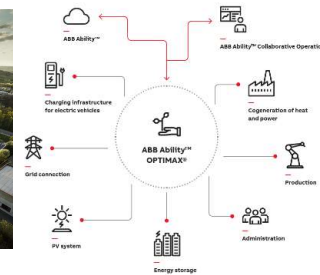 ABB Ability™
ABB Ability™ Collaborative Operatio
Charging infrastructure
for electric vehicles
Cogeneration of heat
and power
ABB Ability™
OPTIMAX®
Grid connection
Production
PV system
Administration
Energy storage